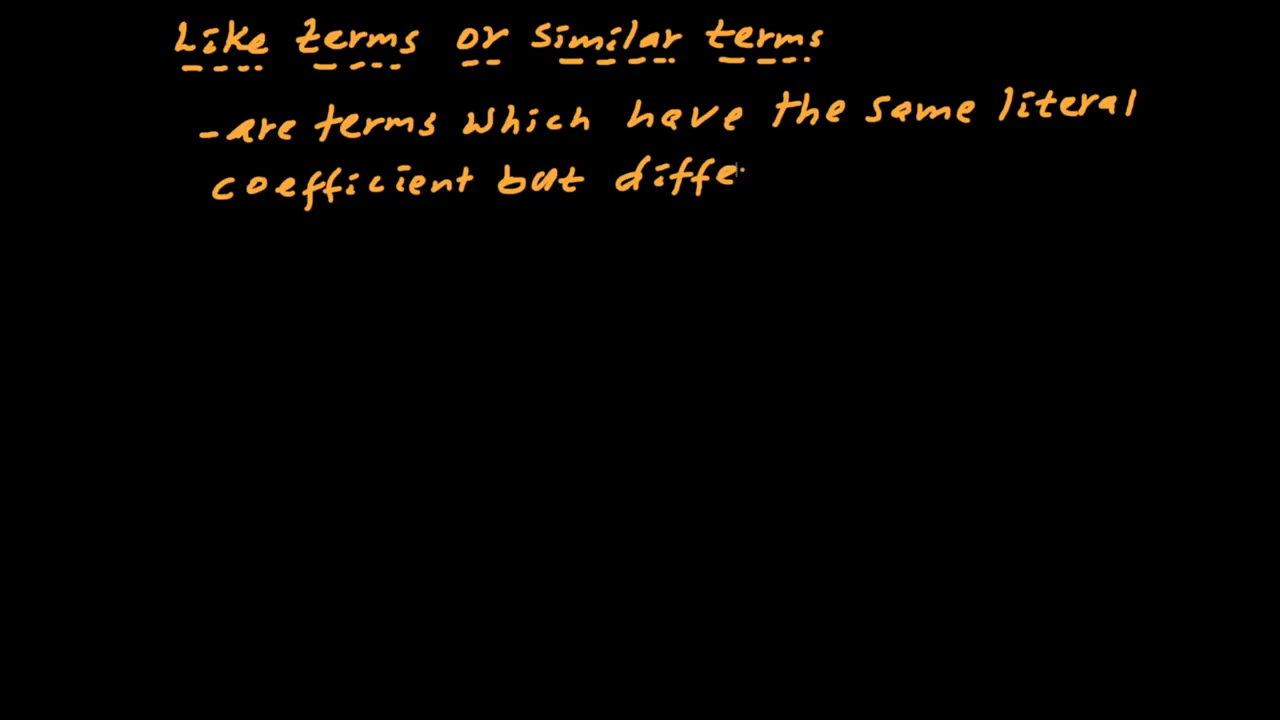 Like terms or similar terms
-are terms which have the same literal
coefficient but diffe